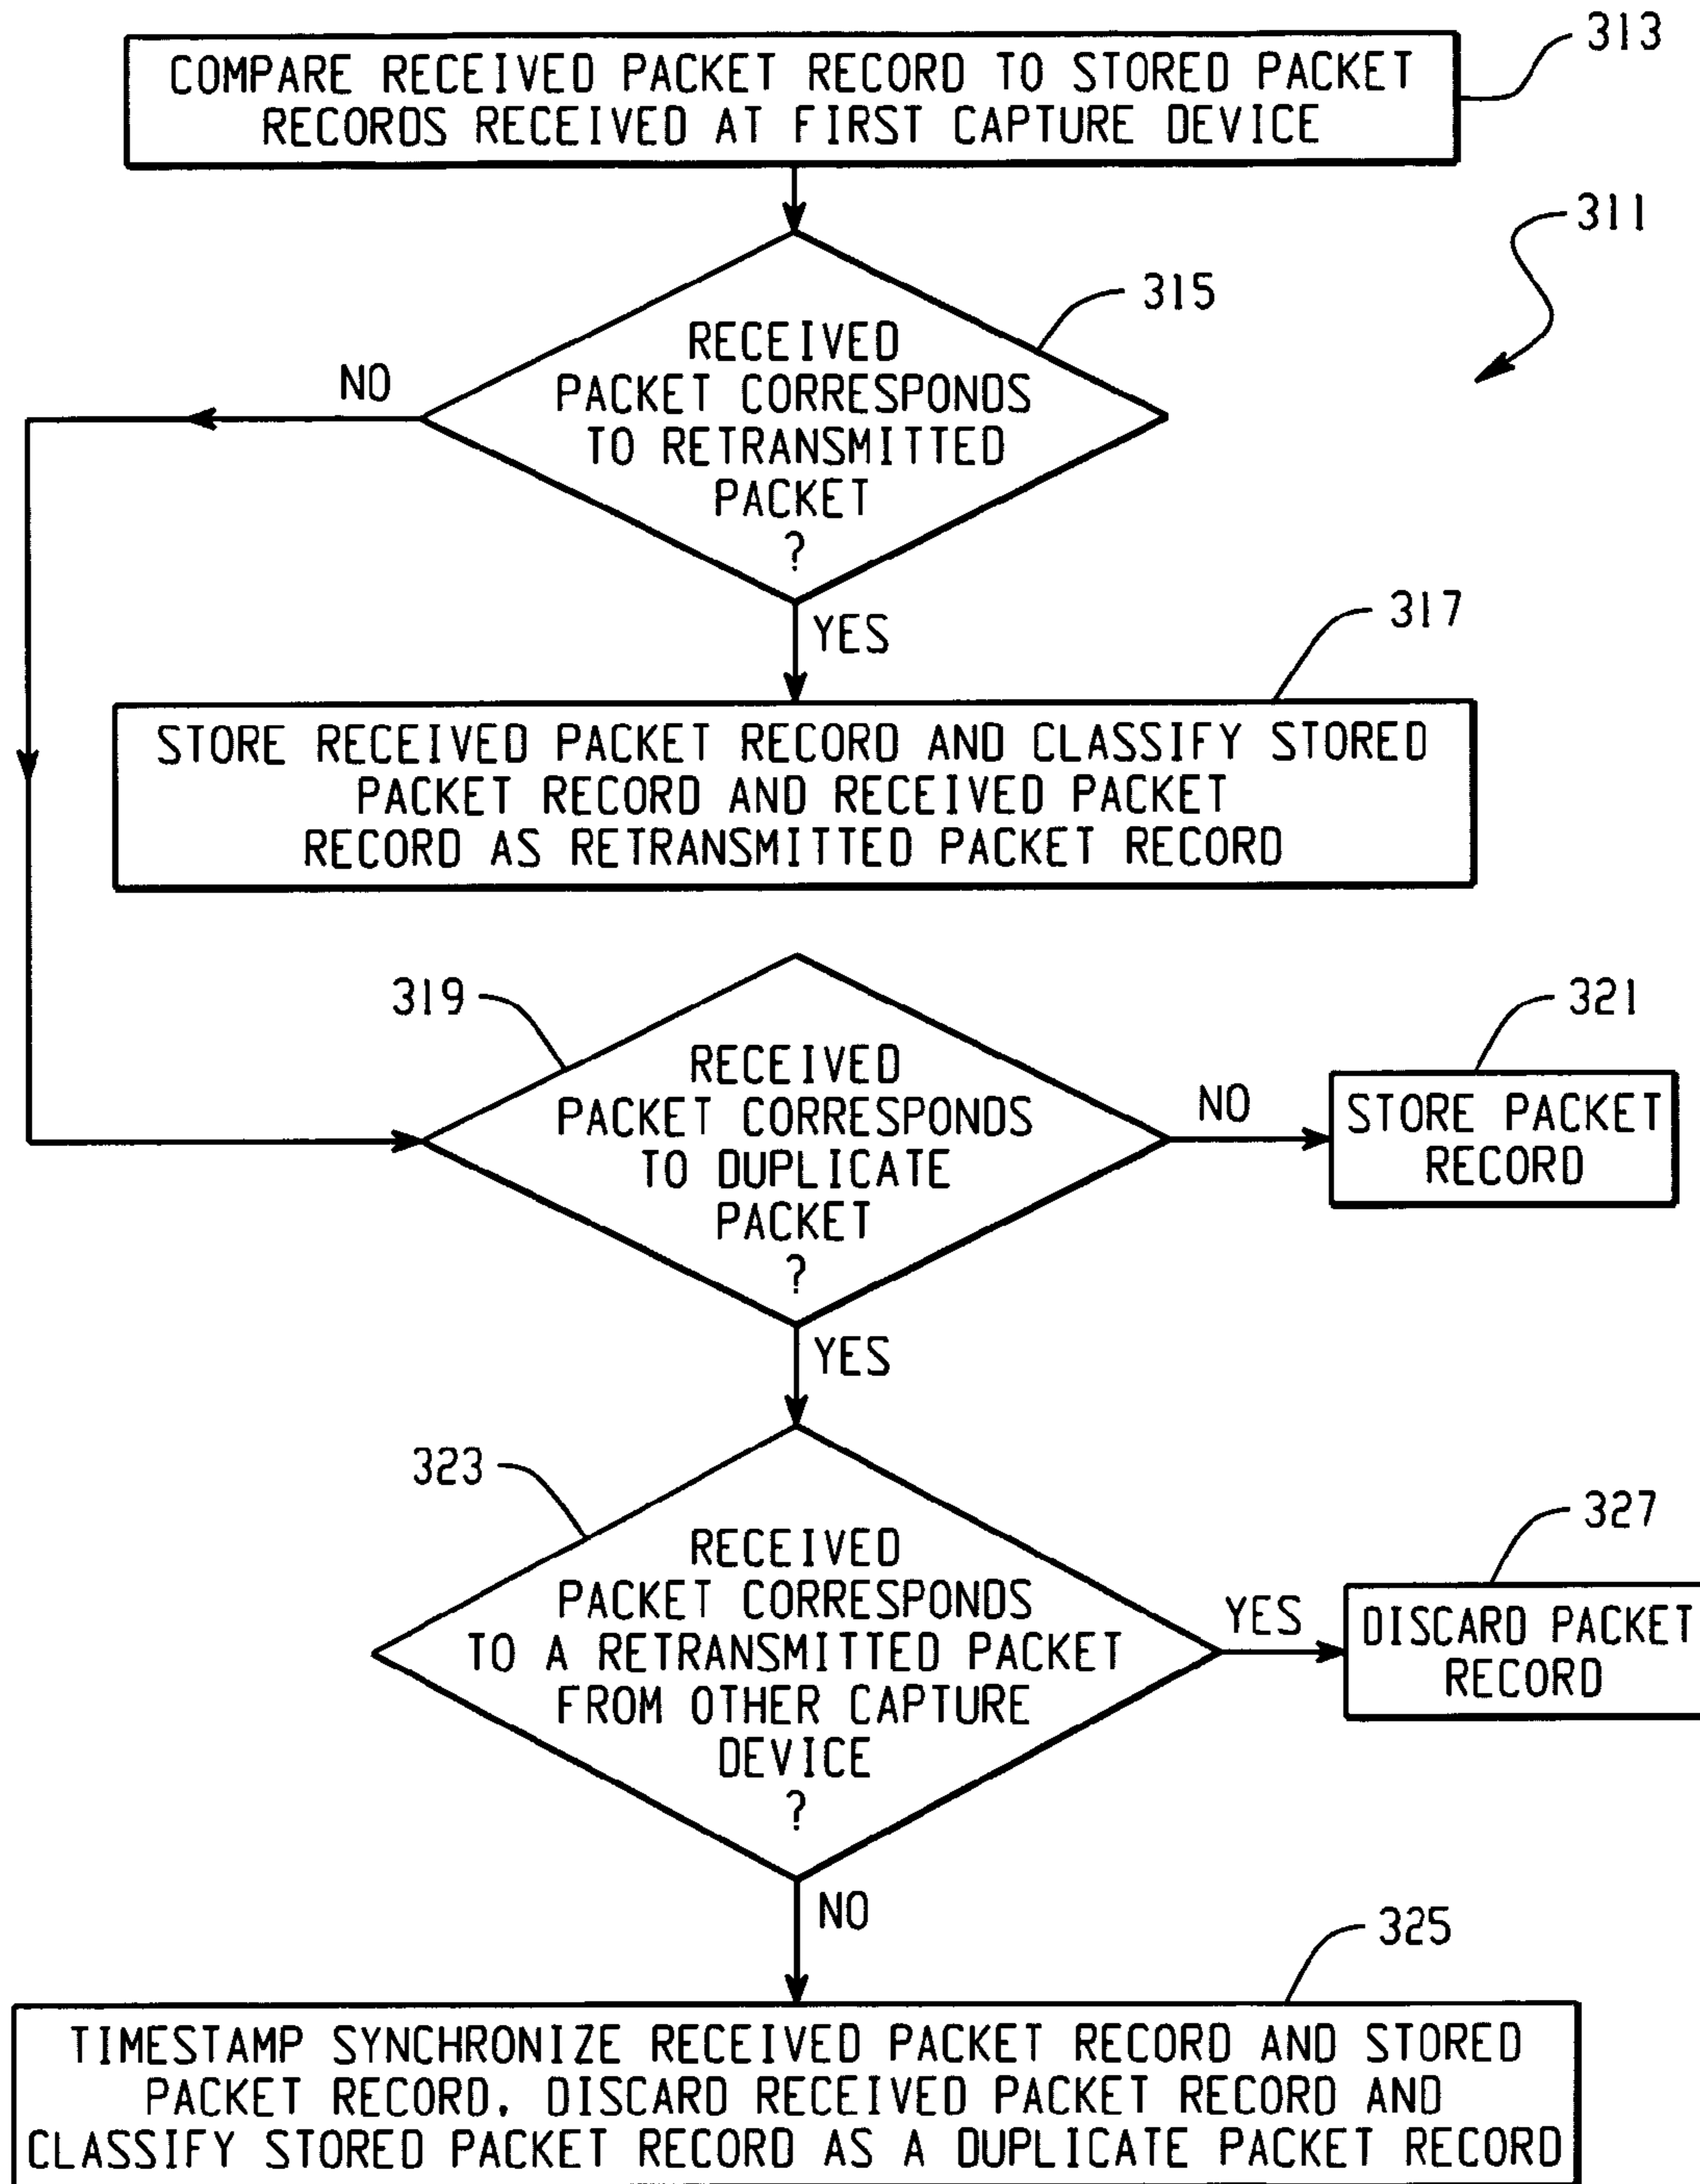 313
COMPARE RECEIVED PACKET RECORD TO STORED PACKET
RECORDS RECEIVED AT FIRST CAPTURE DEVICE
311
315
RECEIVED
PACKET CORRESPONDS
TO RETRANSMITTED
PACKET
?
NO
YES
317
STORE RECEIVED PACKET RECORD AND CLASSIFY STORED
PACKET RECORD AND RECEIVED PACKET
RECORD AS RETRANSMITTED PACKET RECORD
319
RECEIVED
PACKET CORRESPONDS
TO DUPLICATE
PACKET
?
NO
321
STORE PACKET
RECORD
YES
323
RECEIVED
PACKET CORRESPONDS
TO A RETRANSMITTED PACKET
FROM OTHER CAPTURE
DEVICE
?
YES
327
DISCARD PACKET
RECORD
NO
325
TIMESTAMP SYNCHRONIZE RECEIVED PACKET RECORD AND STORED
PACKET RECORD, DISCARD RECEIVED PACKET RECORD AND
CLASSIFY STORED PACKET RECORD AS A DUPLICATE PACKET RECORD